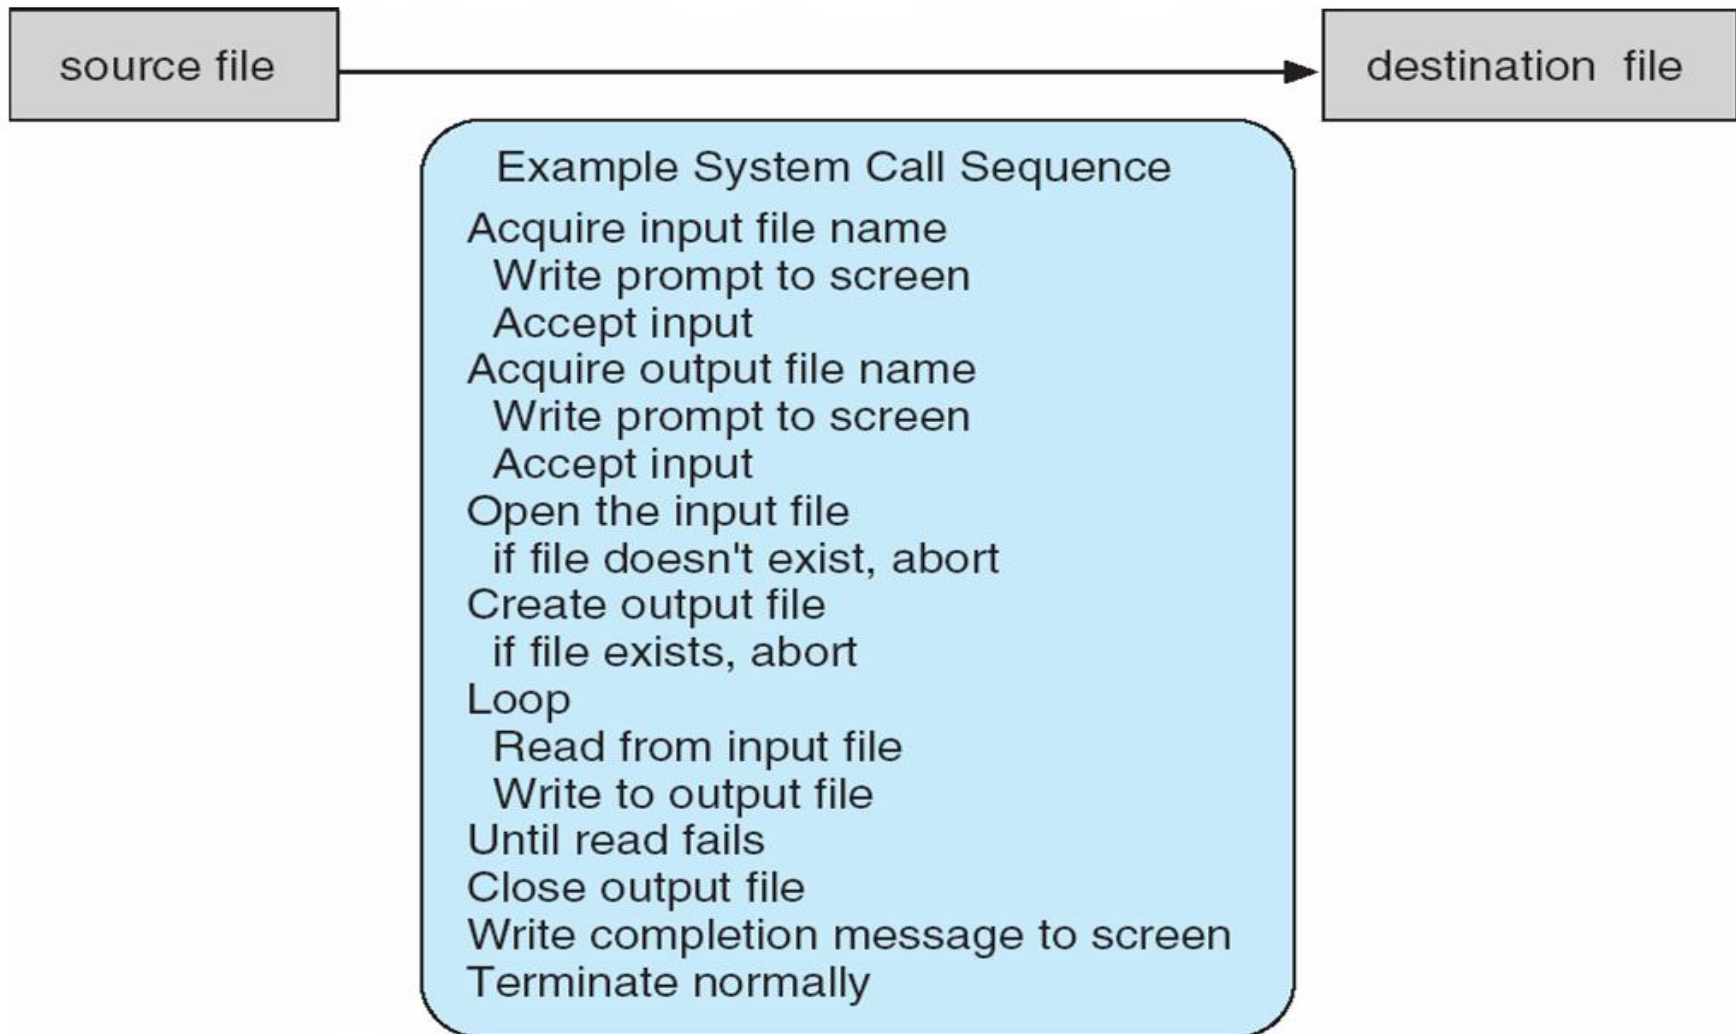 source file
destination file
Example System Call Sequence
Acquire input file name
Write prompt to screen
Accept input
Acquire output file name
Write prompt to screen
Accept input
Open the input file
if file doesn't exist, abort
Create output file
if file exists, abort
Loop
Read from input file
Write to output file
Until read fails
Close output file
Write completion message to screen
Terminate normally